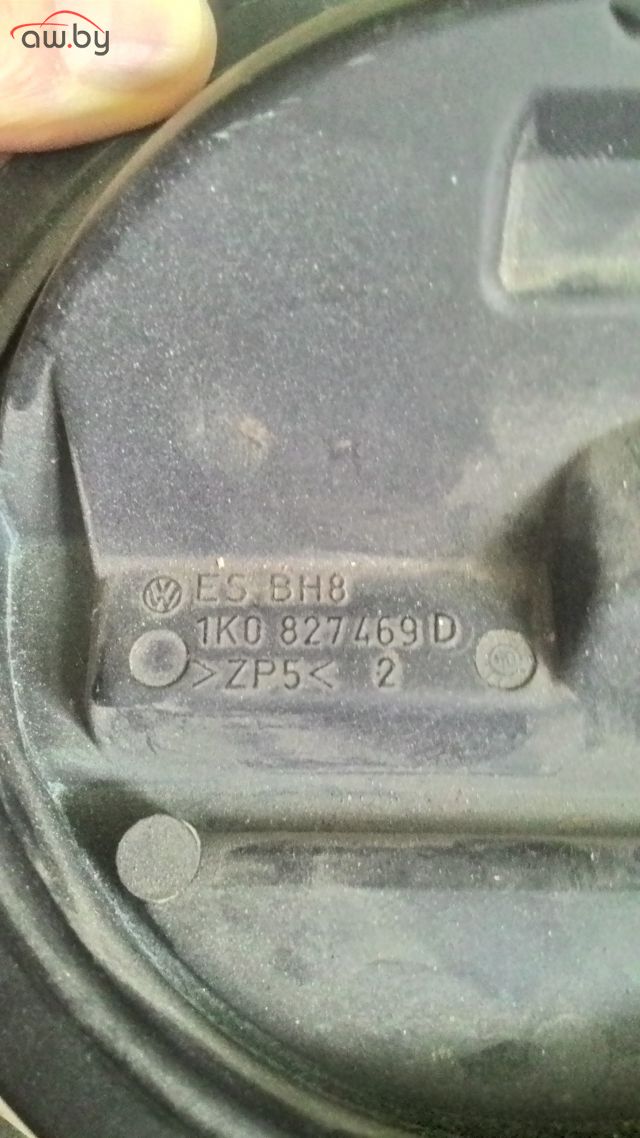 aw.by
ES BH8
1K0 827469 D
>ZP5< 2